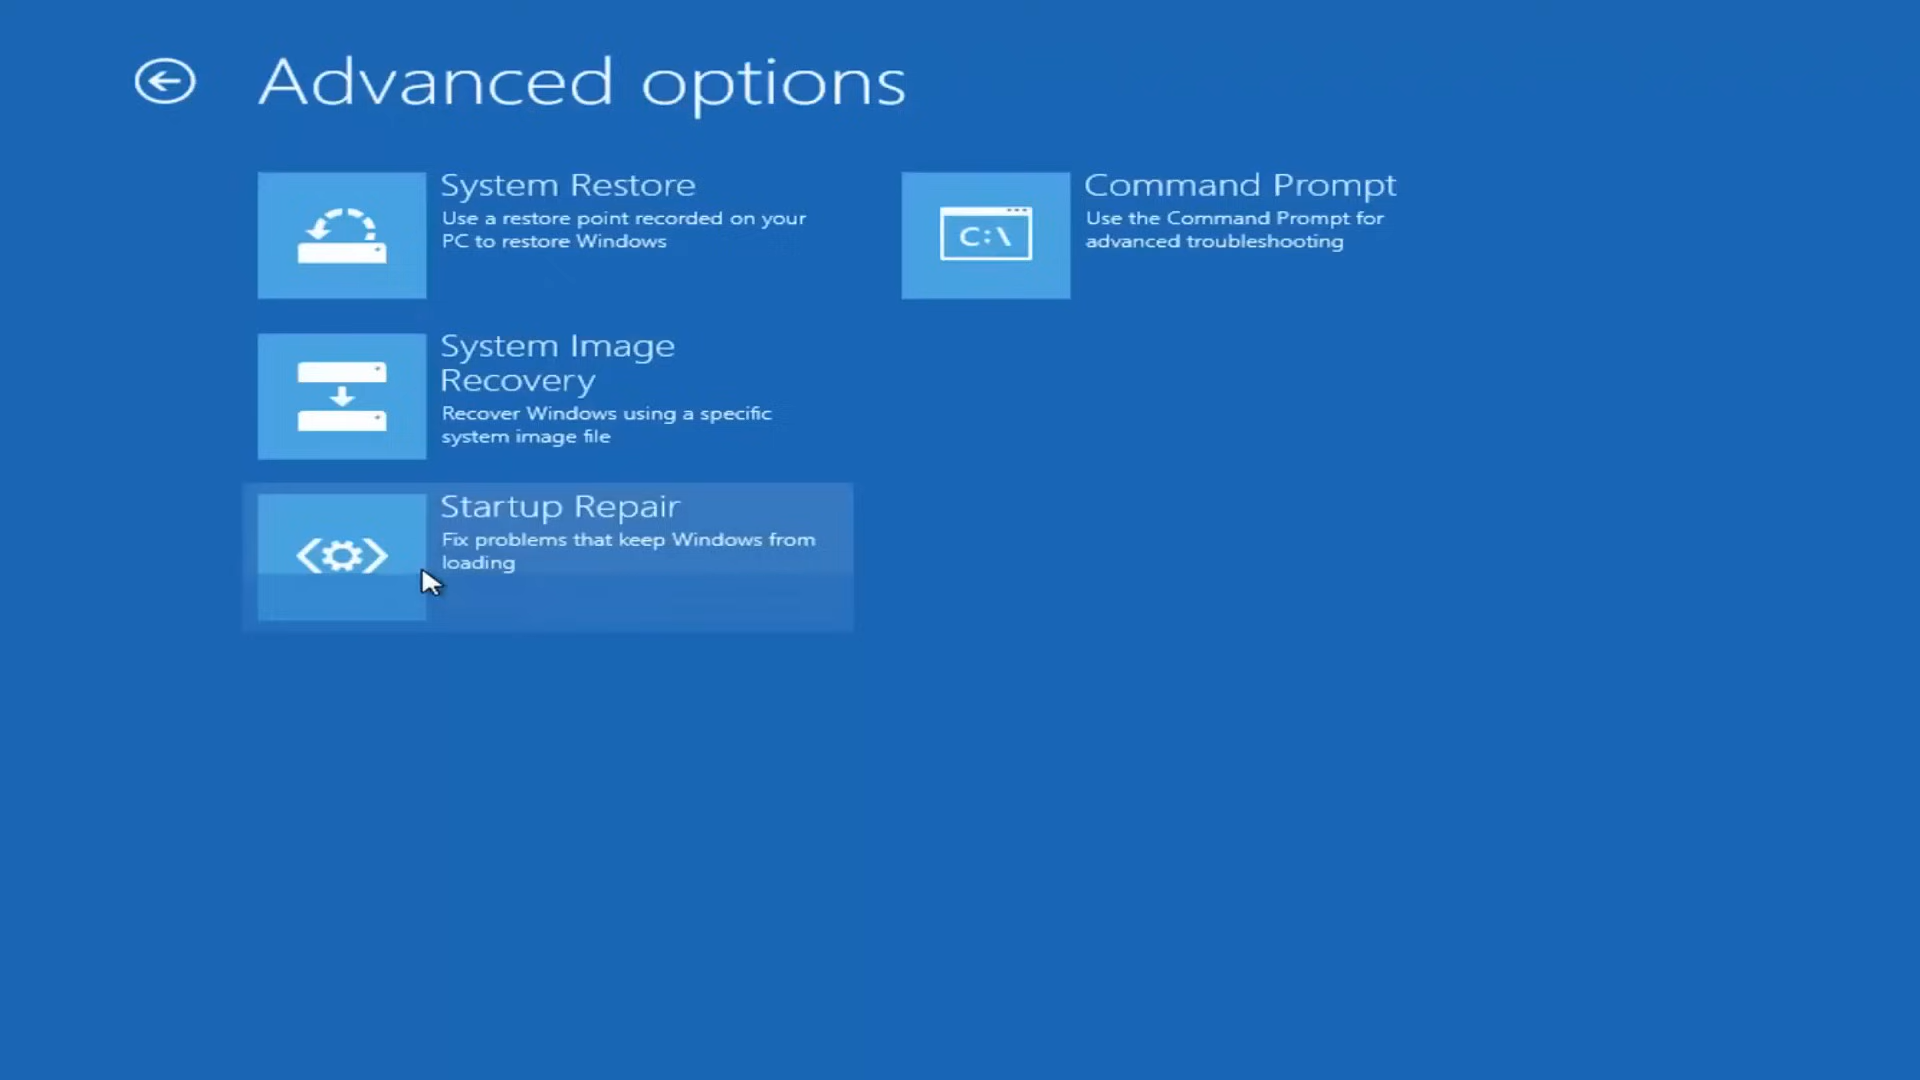 Advanced options
System Restore
Use a restore point recorded on your
PC to restore Windows
C:\
Command Prompt
Use the Command Prompt for
advanced troubleshooting
System Image
Recovery
Recover Windows using a specific
system image file
Startup Repair
Fix problems that keep Windows from
loading